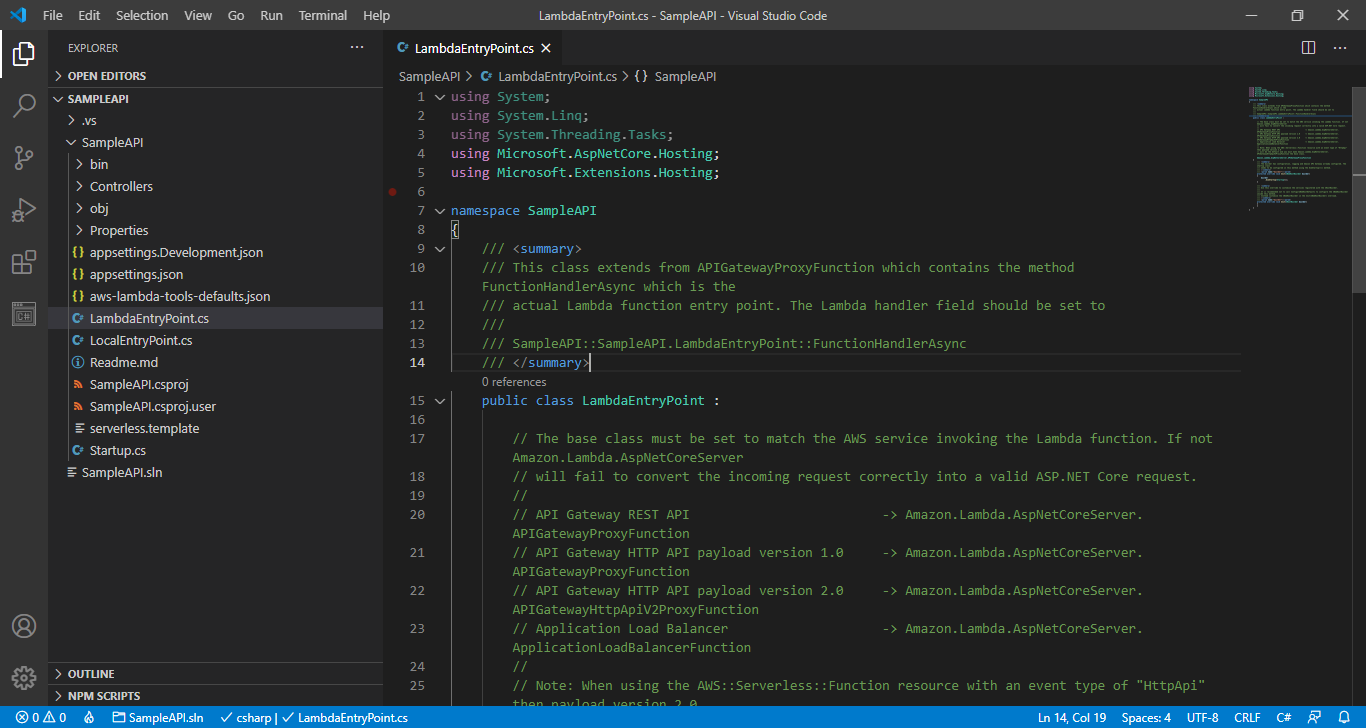 File Edit Selection View Go Run Terminal Help LambdaEntryPoint.cs - SampleAPI - Visual Studio Code
EXPLORER
OPEN EDITORS
SAMPLEAPI
.vs
SampleAPI
bin
Controllers
obj
Properties
{} appsettings.Development.json
{} appsettings.json
{} aws-lambda-tools-defaults.json
C# LambdaEntryPoint.cs
C# LocalEntryPoint.cs
Readme.md
SampleAPI.csproj
SampleAPI.csproj.user
serverless.template
C# Startup.cs
SampleAPI.sln
OUTLINE
NPM SCRIPTS
C# LambdaEntryPoint.cs
SampleAPI > C# LambdaEntryPoint.cs > {} SampleAPI
1 using System;
2 using System.Linq;
3 using System.Threading.Tasks;
4 using Microsoft.AspNetCore.Hosting;
5 using Microsoft.Extensions.Hosting;
6
7 namespace SampleAPI
8 {
9 /// <summary>
10 /// This class extends from APIGatewayProxyFunction which contains the method
FunctionHandlerAsync which is the
11 /// actual Lambda function entry point. The Lambda handler field should be set to
12 ///
13 /// SampleAPI::SampleAPI.LambdaEntryPoint::FunctionHandlerAsync
14 /// </summary>
0 references
15 public class LambdaEntryPoint :
16
17 // The base class must be set to match the AWS service invoking the Lambda function. If not
Amazon.Lambda.AspNetCoreServer
18 // will fail to convert the incoming request correctly into a valid ASP.NET Core request.
19 //
20 // API Gateway REST API -> Amazon.Lambda.AspNetCoreServer.
APIGatewayProxyFunction
21 // API Gateway HTTP API payload version 1.0 -> Amazon.Lambda.AspNetCoreServer.
APIGatewayProxyFunction
22 // API Gateway HTTP API payload version 2.0 -> Amazon.Lambda.AspNetCoreServer.
APIGatewayHttpApiV2ProxyFunction
23 // Application Load Balancer -> Amazon.Lambda.AspNetCoreServer.
ApplicationLoadBalancerFunction
24 //
25 // Note: When using the AWS::Serverless::Function resource with an event type of "HttpApi"
then payload version 2.0
0 0 SampleAPI.sln csharp | LambdaEntryPoint.cs Ln 14, Col 19 Spaces: 4 UTF-8 CRLF C#